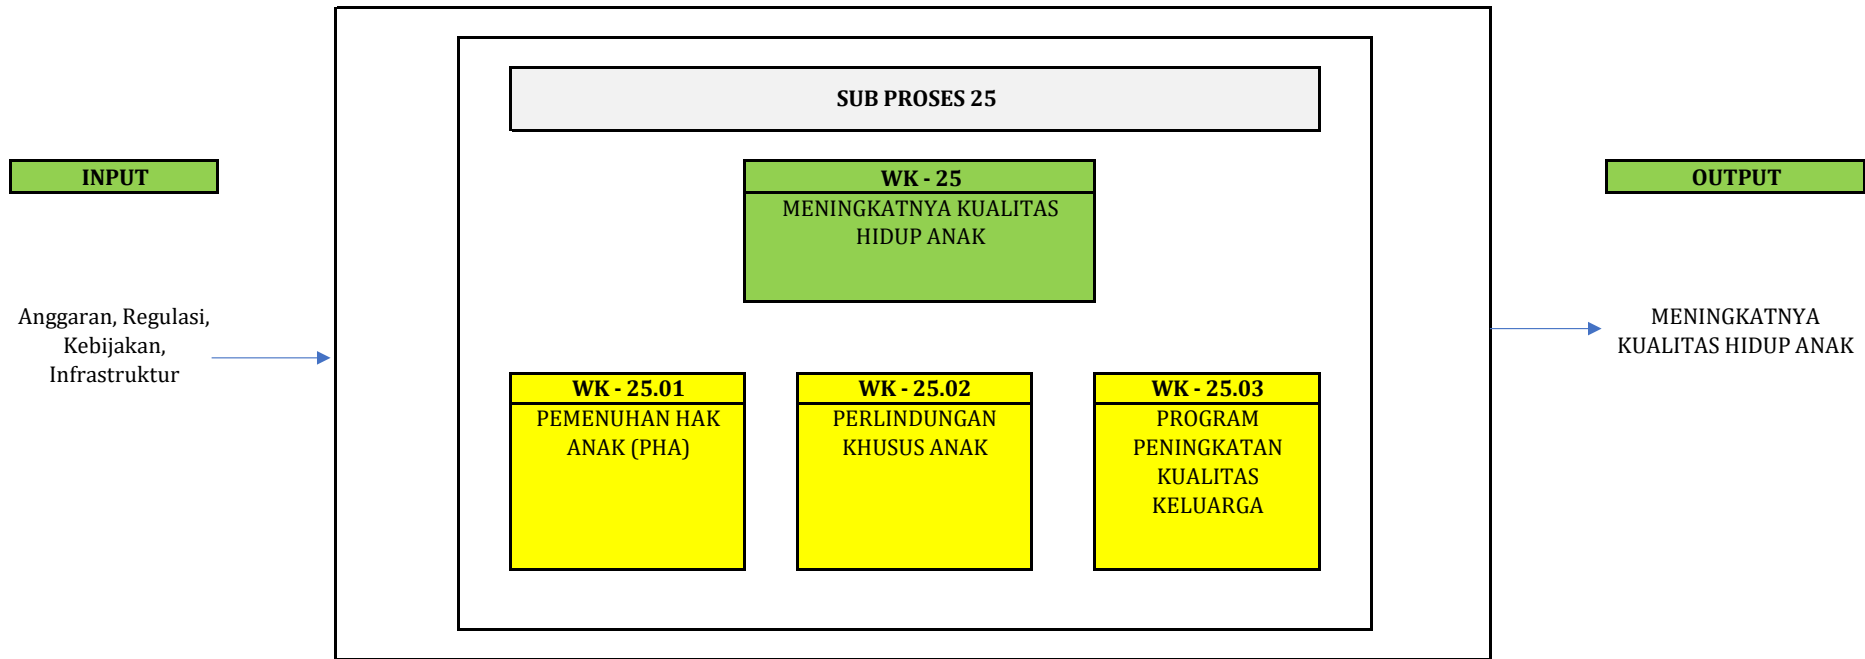 SUB PROSES 25
INPUT
WK - 25
OUTPUT
MENINGKATNYA KUALITAS
HIDUP ANAK
Anggaran, Regulasi,
Kebijakan,
Infrastruktur
MENINGKATNYA
KUALITAS HIDUP ANAK
WK - 25.01
PEMENUHAN HAK
ANAK (PHA)
WK - 25.02
PERLINDUNGAN
KHUSUS ANAK
WK - 25.03
PROGRAM
PENINGKATAN
KUALITAS
KELUARGA